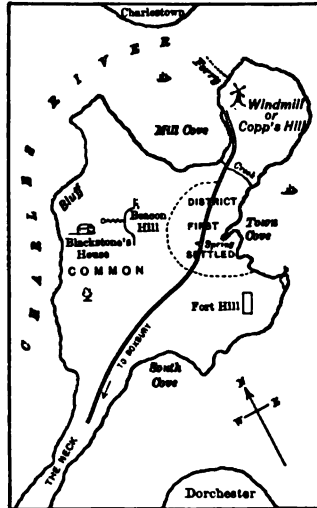 Charlestown
CHARLES RIVER
Ferry
Windmill
or
Copp's Hill
Mill Cove
Creek
Bluff
Beacon
Hill
DISTRICT
FIRST
Spring
SETTLED
Town
Cove
Blackstone's
House
COMMON
Fort Hill
TO BOXBURY
South
Cove
THE NECK
N
E
W
S
Dorchester